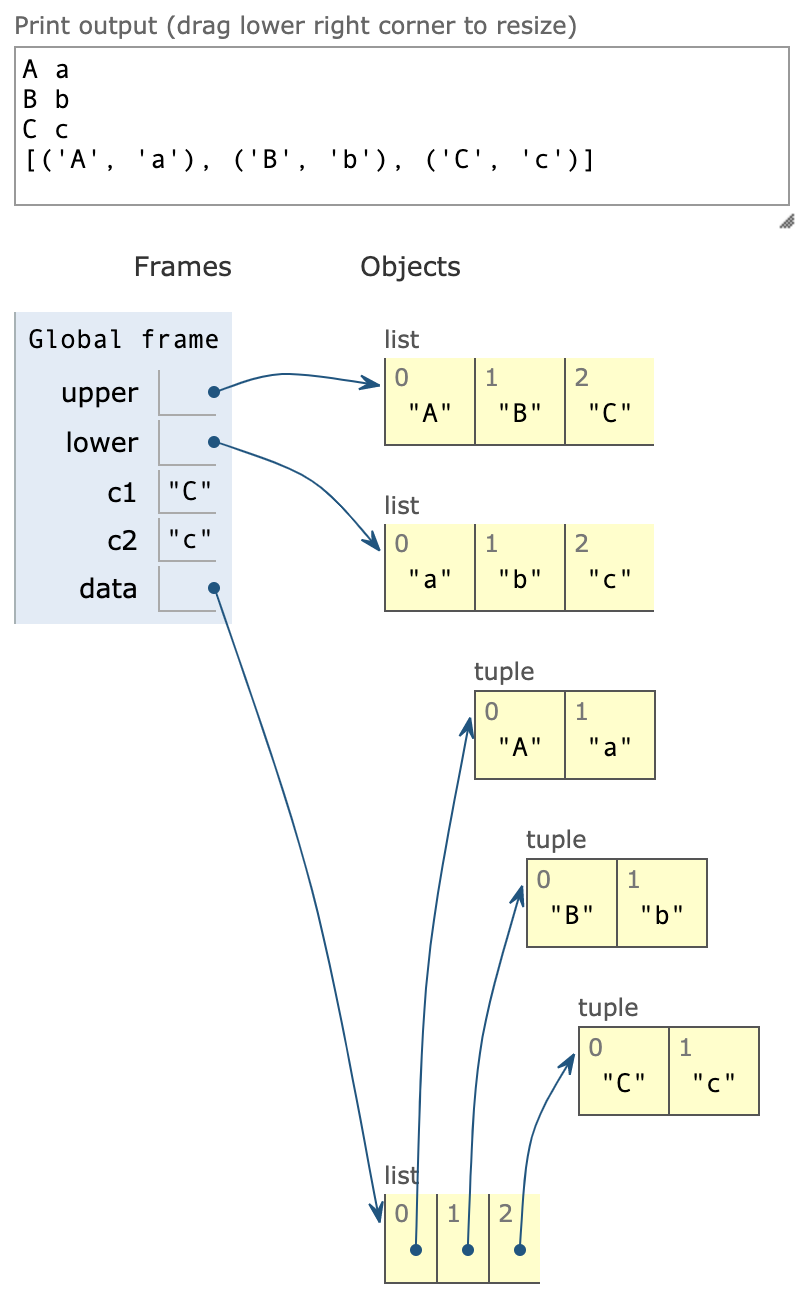 Print output (drag lower right corner to resize)
A a
B b
C c
[('A', 'a'), ('B', 'b'), ('C', 'c')]
Frames
Objects
Global frame
upper
lower
c1 "C"
c2 "c"
data
list
0 1 2
"A" "B" "C"
list
0 1 2
"a" "b" "c"
tuple
0 1
"A" "a"
tuple
0 1
"B" "b"
tuple
0 1
"C" "c"
list
0 1 2